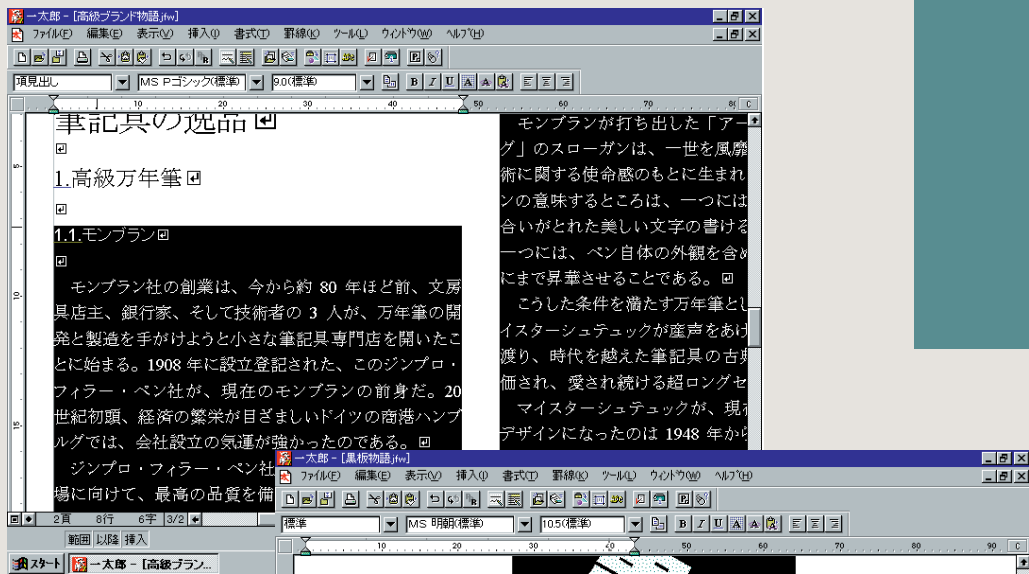 一太郎 - [高級ブランド物語.jfw]
ファイル(F) 編集(E) 表示(V) 挿入(I) 書式(T) 罫線(K) ツール(L) ウィンドウ(W) ヘルプ(H)
項見出し MS Pゴシック(標準) 9.0(標準) B I U A A
10 20 30 40 50 60 70 80 C
筆記具の逸品
1.高級万年筆
1.1.モンブラン
モンブラン社の創業は、今から約 80 年ほど前、文房
具店主、銀行家、そして技術者の 3 人が、万年筆の開
発と製造を手がけようと小さな筆記具専門店を開いたこ
とに始まる。1908 年に設立登記された、このジンプロ・
フィラー・ペン社が、現在のモンブランの前身だ。20
世紀初頭、経済の繁栄が目ざましいドイツの商港ハンブ
ルグでは、会社設立の気運が強かったのである。
ジンプロ・フィラー・ペン社
場に向けて、最高の品質を備
モンブランが打ち出した「アー
グ」のスローガンは、一世を風靡
術に関する使命感のもとに生まれ
ンの意味するところは、一つには
合いがとれた美しい文字の書ける
一つには、ペン自体の外観を含め
にまで昇華させることである。
こうした条件を満たす万年筆とし
イスターシュテュックが産声をあげ
渡り、時代を越えた筆記具の古典
価され、愛され続ける超ロングセ
マイスターシュテュックが、現在
デザインになったのは 1948 年から
2頁 8行 6字 3/2
範囲 以降 挿入
スタート 一太郎 - [高級ブラン...
一太郎 - [黒板物語.jfw]
ファイル(F) 編集(E) 表示(V) 挿入(I) 書式(T) 罫線(K) ツール(L) ウィンドウ(W) ヘルプ(H)
標準 MS 明朝(標準) 10.5(標準) B I U A A
10 20 30 40 50 60 70 80 90 C